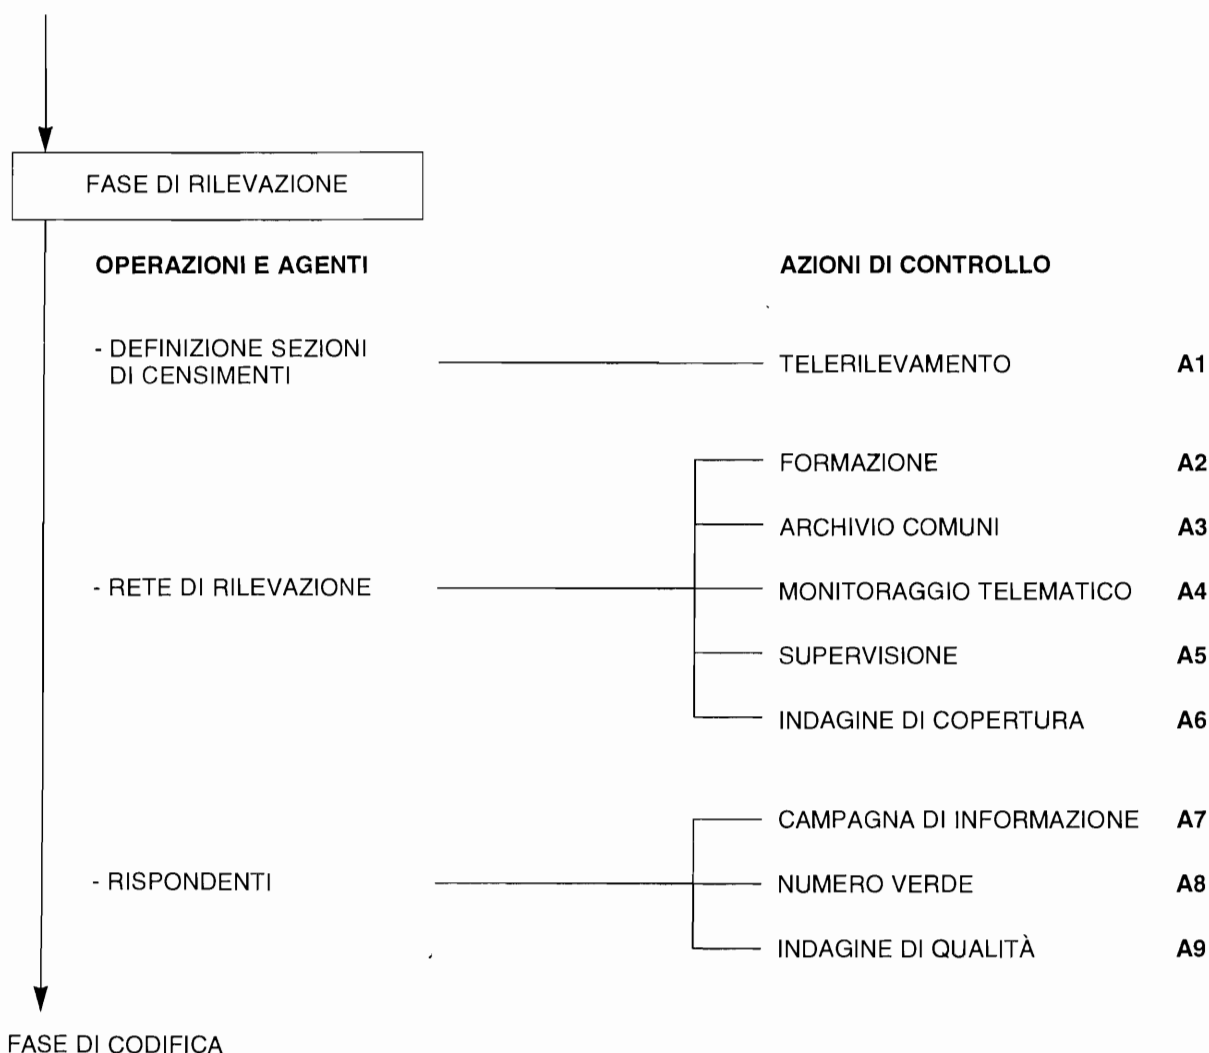 FASE DI RILEVAZIONE
OPERAZIONI E AGENTI
AZIONI DI CONTROLLO
- DEFINIZIONE SEZIONI
DI CENSIMENTI
TELERILEVAMENTO A1
FORMAZIONE A2
ARCHIVIO COMUNI A3
- RETE DI RILEVAZIONE
MONITORAGGIO TELEMATICO A4
SUPERVISIONE A5
INDAGINE DI COPERTURA A6
CAMPAGNA DI INFORMAZIONE A7
- RISPONDENTI
NUMERO VERDE A8
INDAGINE DI QUALITÀ A9
FASE DI CODIFICA